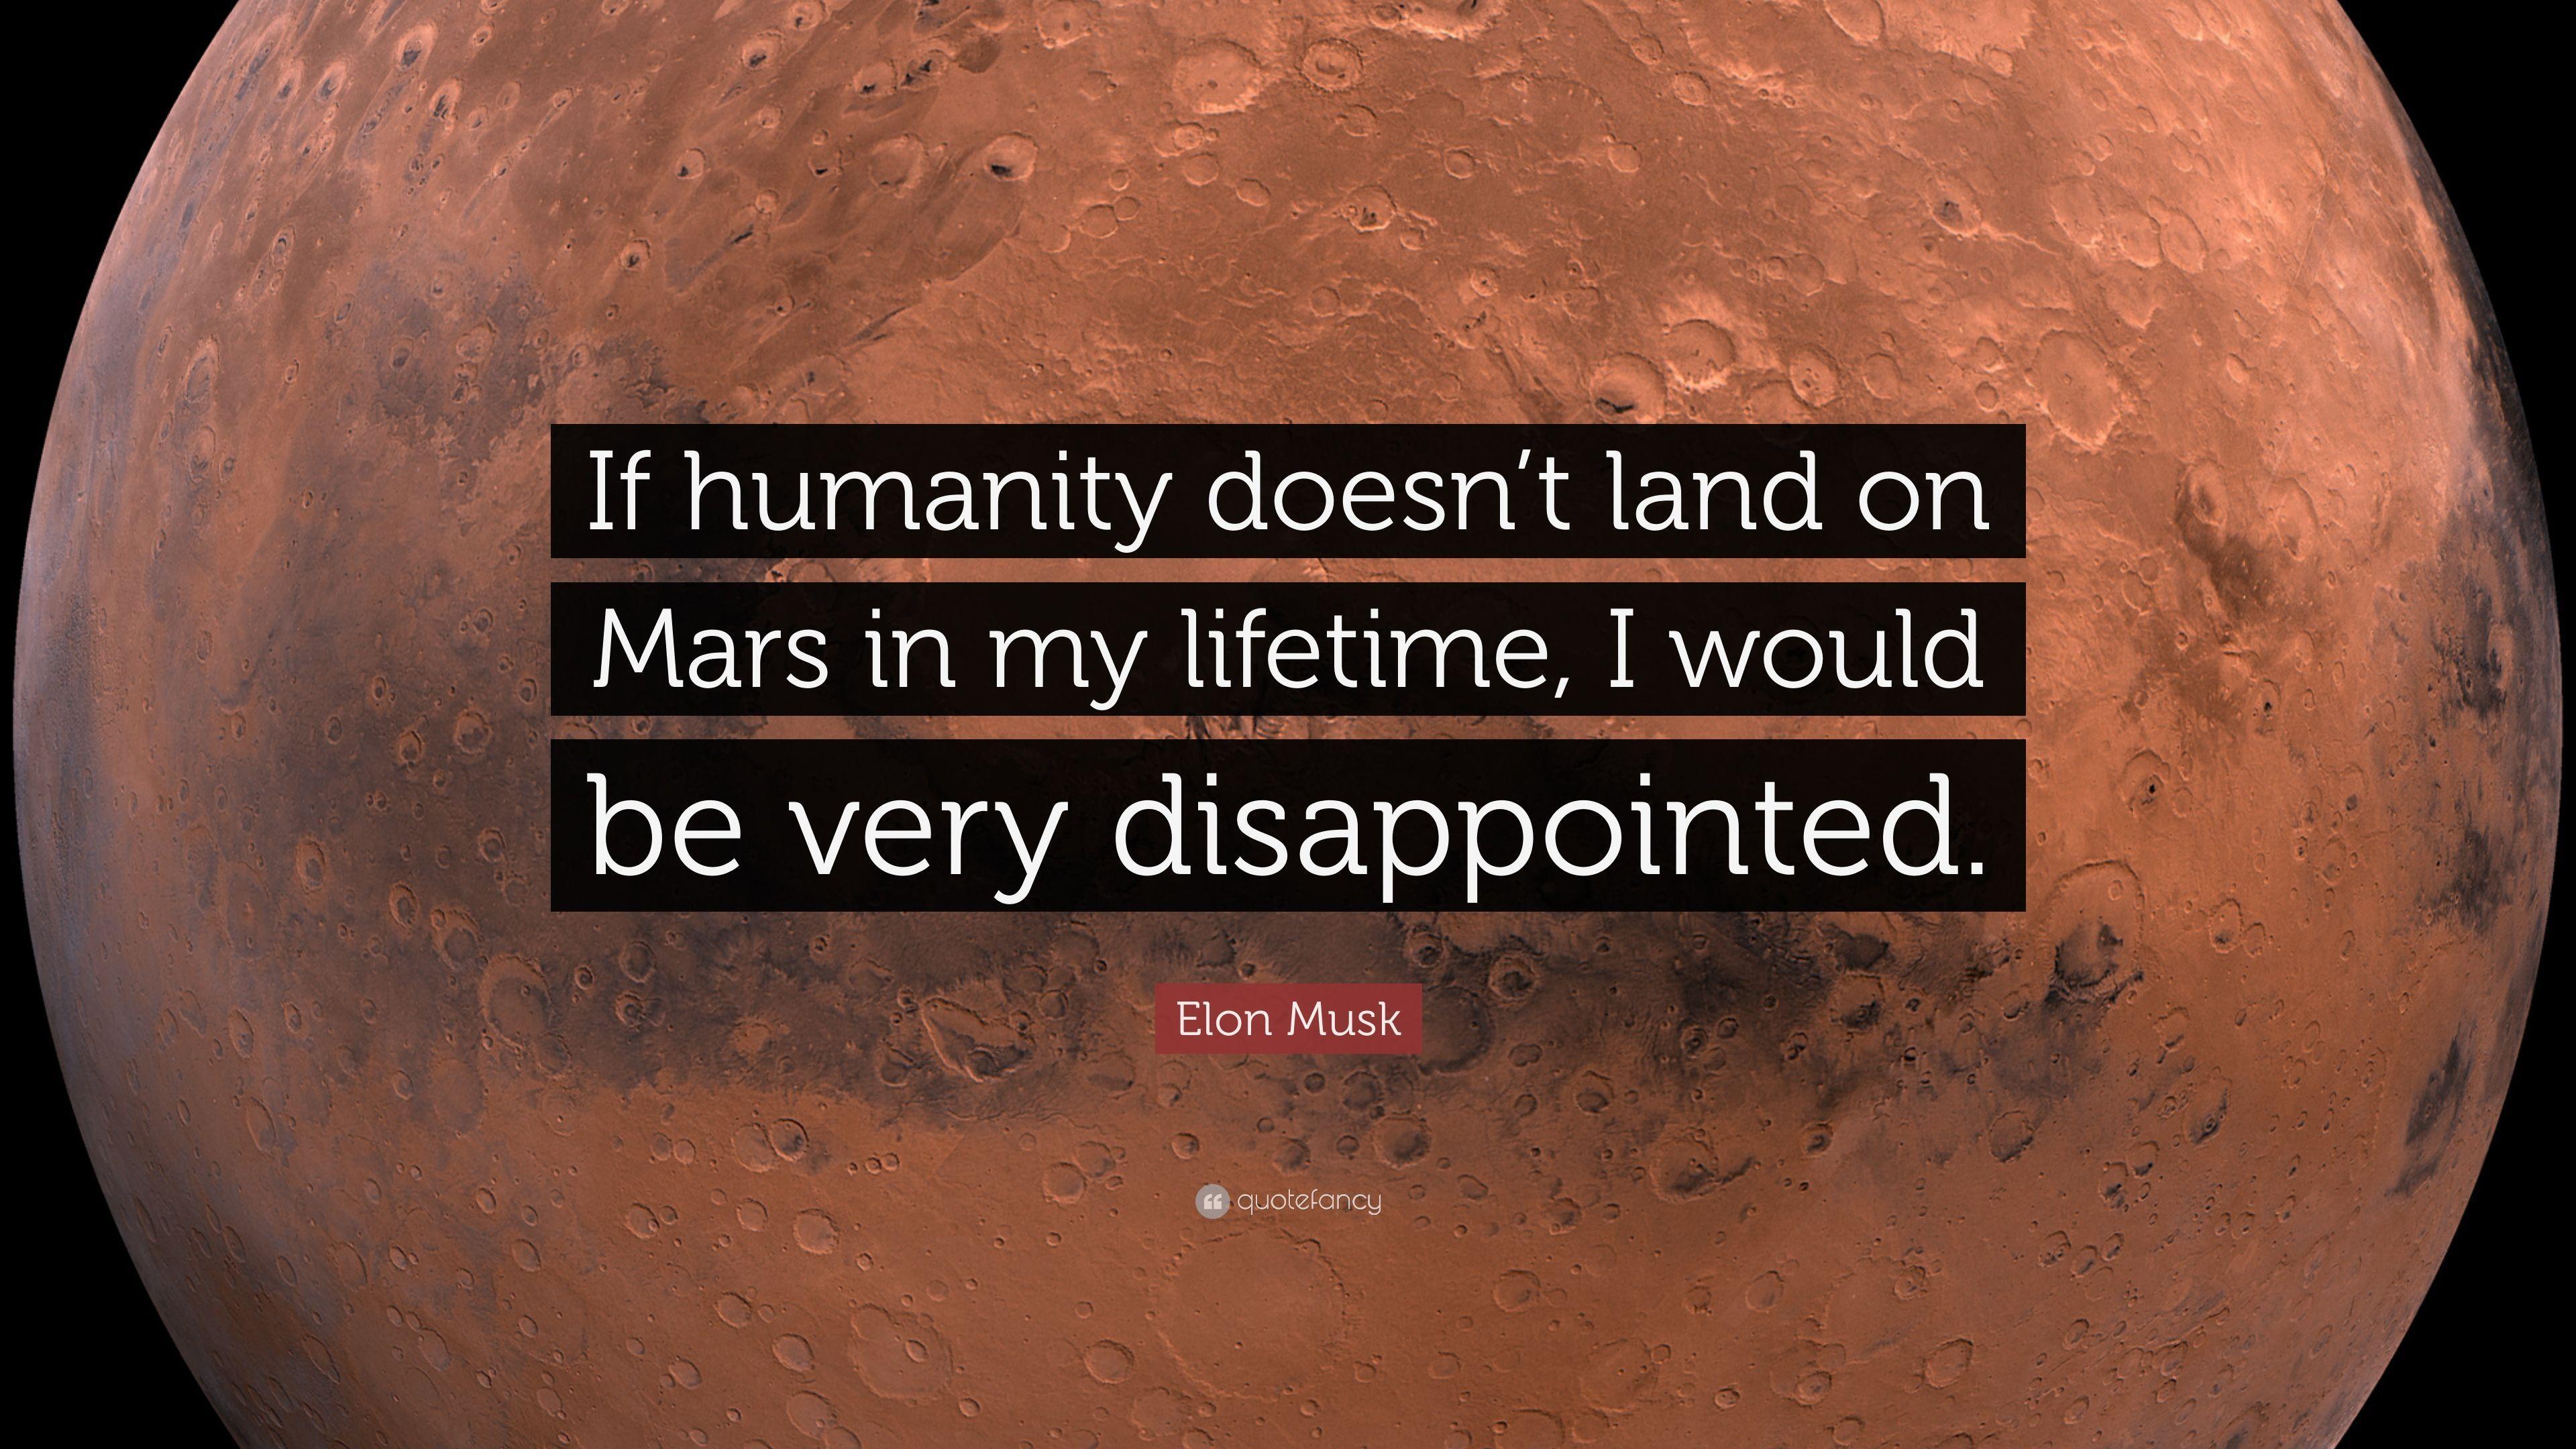 If humanity doesn’t land on
Mars in my lifetime, I would
be very disappointed.
Elon Musk
quotefancy